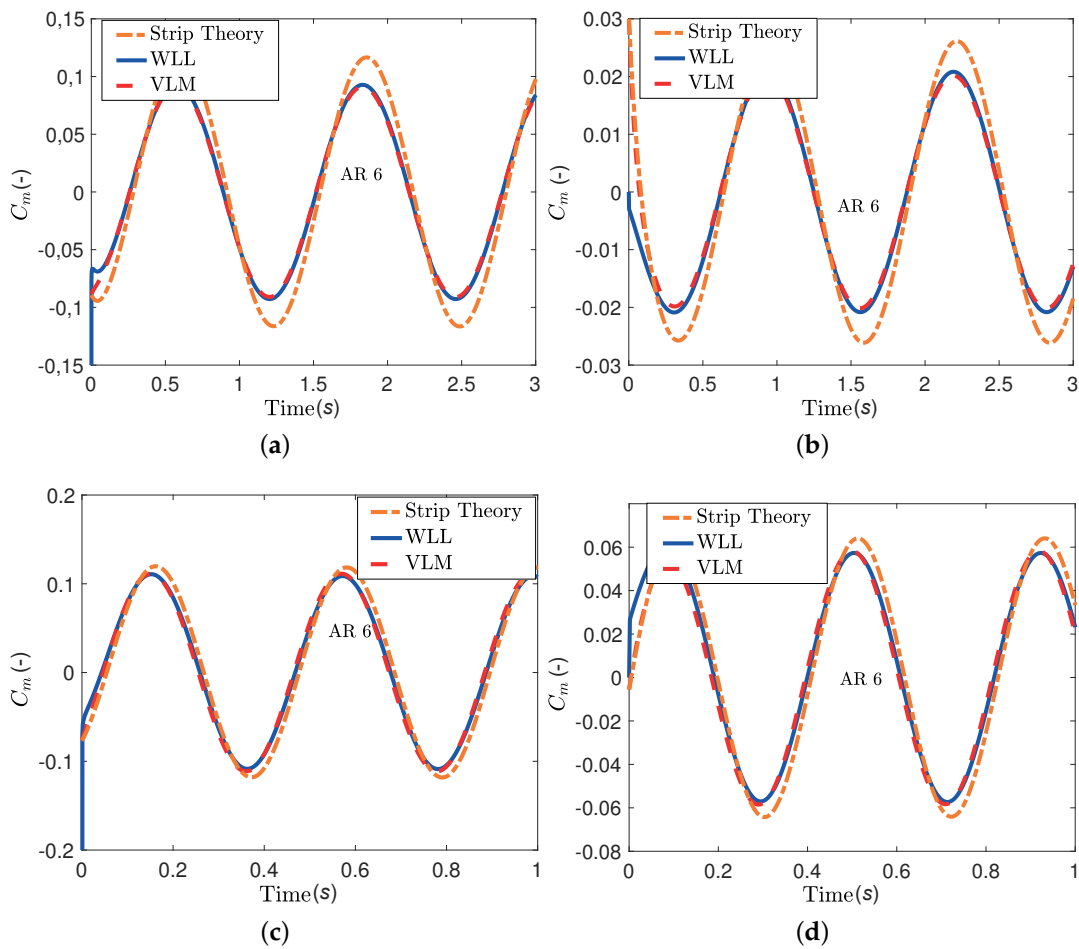 0,15
0,1
0,05
0
-0,05
-0,1
-0,15
C_m (-)
Strip Theory
WLL
VLM
AR 6
0 0,5 1 1.5 2 2.5 3
Time(s)
(a)
0.03
0.02
0.01
0
-0.01
-0.02
-0.03
C_m (-)
Strip Theory
WLL
VLM
AR 6
0 0.5 1 1.5 2 2.5 3
Time(s)
(b)
0.2
0.1
0
-0.1
-0.2
C_m (-)
Strip Theory
WLL
VLM
AR 6
0 0.2 0.4 0.6 0.8 1
Time(s)
(c)
0.06
0.04
0.02
0
-0.02
-0.04
-0.06
-0.08
C_m (-)
Strip Theory
WLL
VLM
AR 6
0 0.2 0.4 0.6 0.8 1
Time(s)
(d)